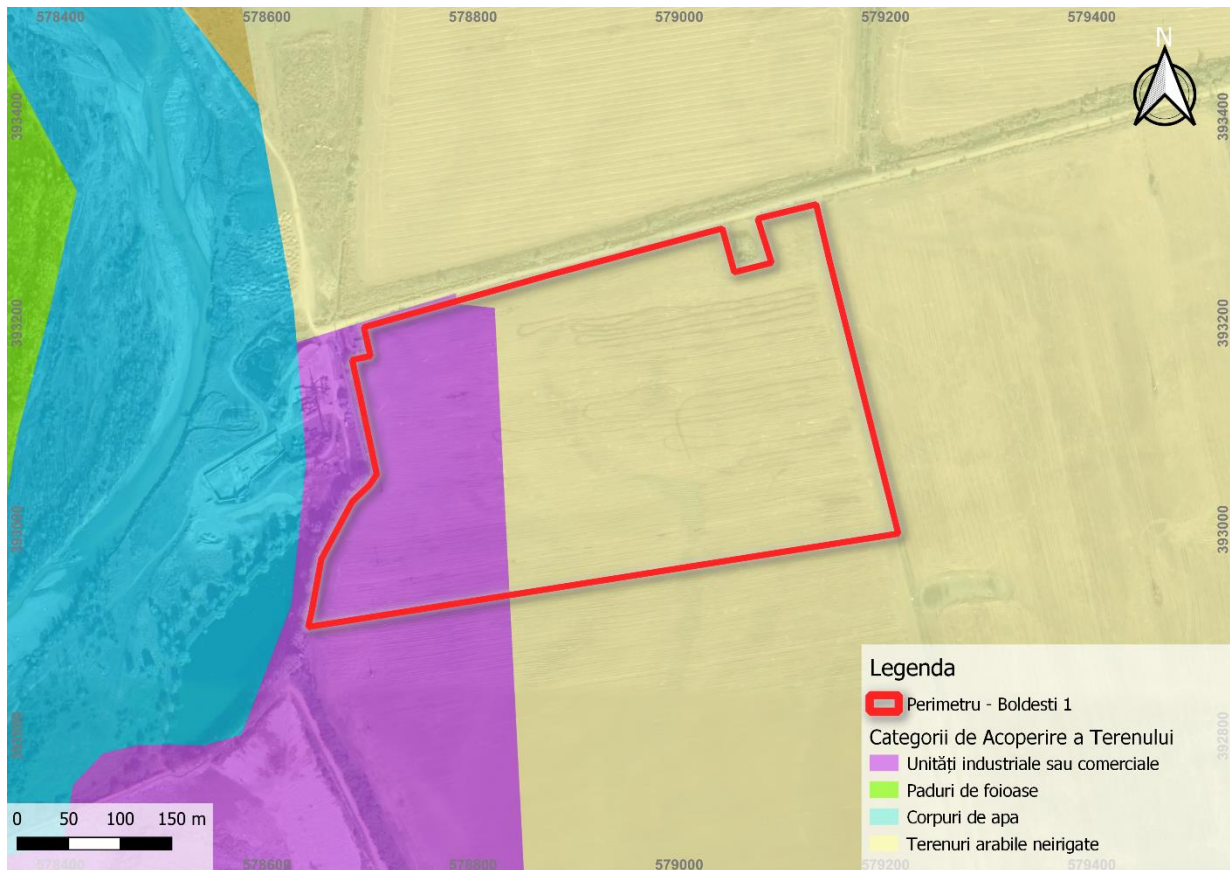 578400 578600 578800 579000 579200 579400
N
393400 393400
393200 393200
393000 393000
392800 392800
Legenda
Perimetru - Boldesti 1
Categorii de Acoperire a Terenului
Unități industriale sau comerciale
Paduri de foioase
Corpuri de apa
Terenuri arabile neirigate
0 50 100 150 m
578400 578600 578800 579000 579200 579400